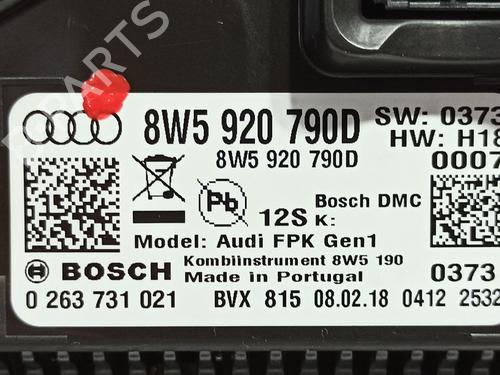 8W5 920 790D SW: 0373
HW: H18
8W5 920 790D 0007
Pb 12S Bosch DMC
K:
Model: Audi FPK Gen1
Kombiinstrument 8W5 190
BOSCH Made in Portugal 0373
0 263 731 021 BVX 815 08.02.18 0412 2532
PARTS